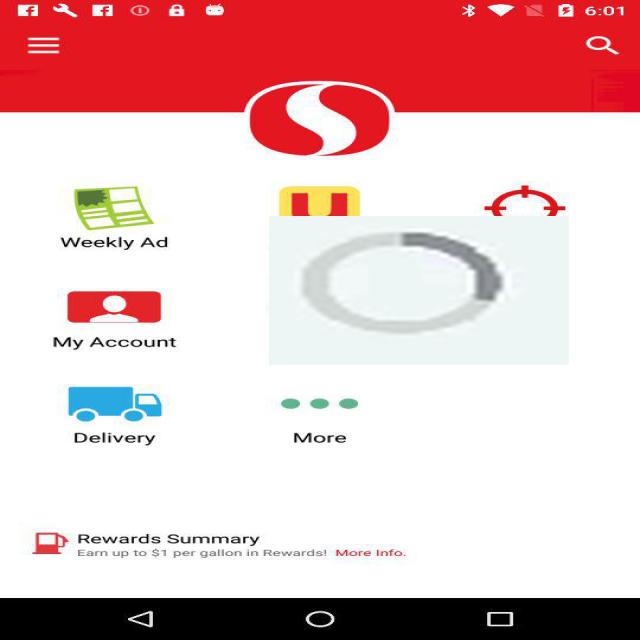 6:01
Weekly Ad
My Account
Delivery
More
Rewards Summary
Earn up to $1 per gallon in Rewards! More Info.